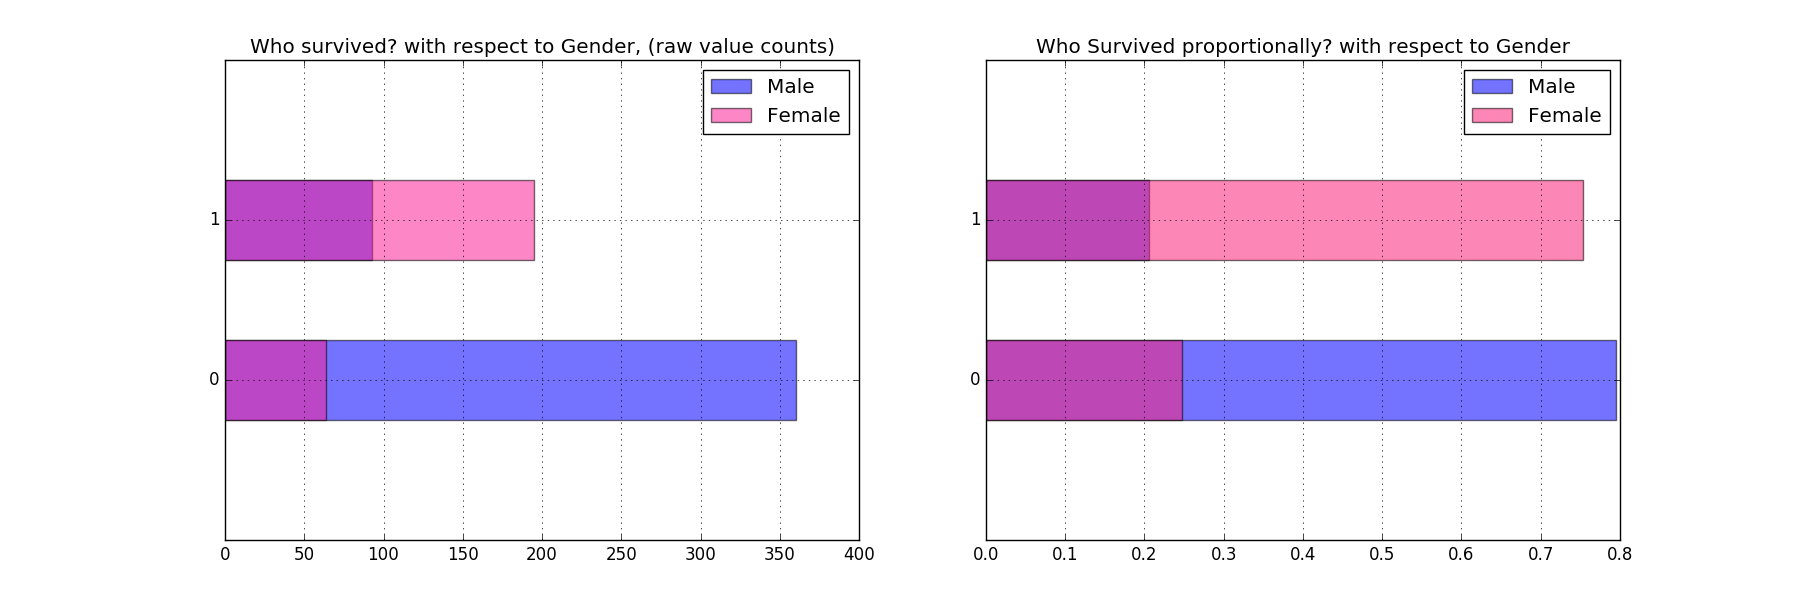 Who survived? with respect to Gender, (raw value counts)
Male
Female
1
0
0 50 100 150 200 250 300 350 400
Who Survived proportionally? with respect to Gender
Male
Female
1
0
0.0 0.1 0.2 0.3 0.4 0.5 0.6 0.7 0.8